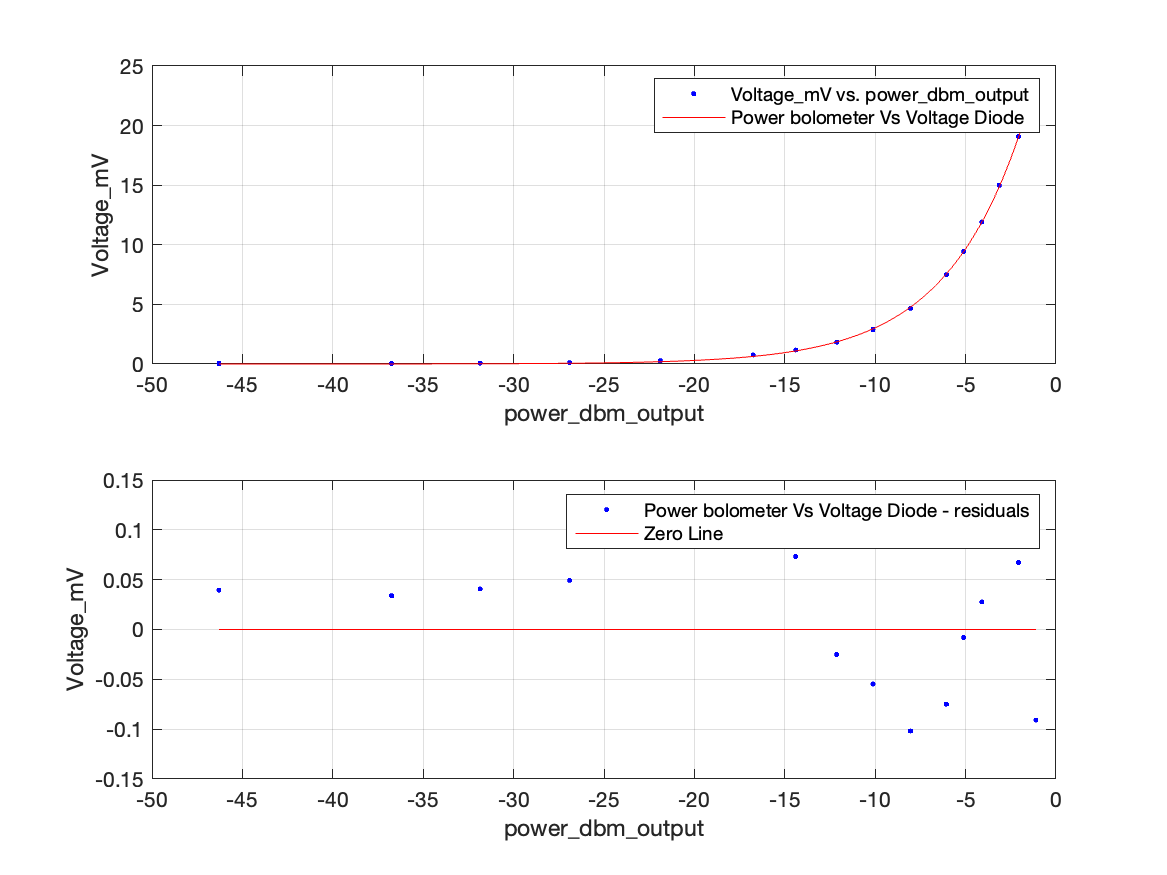 25
20
15
10
5
0
Voltage_mV
Voltage_mV vs. power_dbm_output
Power bolometer Vs Voltage Diode
-50 -45 -40 -35 -30 -25 -20 -15 -10 -5 0
power_dbm_output
0.15
0.1
0.05
0
-0.05
-0.1
-0.15
Voltage_mV
Power bolometer Vs Voltage Diode - residuals
Zero Line
-50 -45 -40 -35 -30 -25 -20 -15 -10 -5 0
power_dbm_output